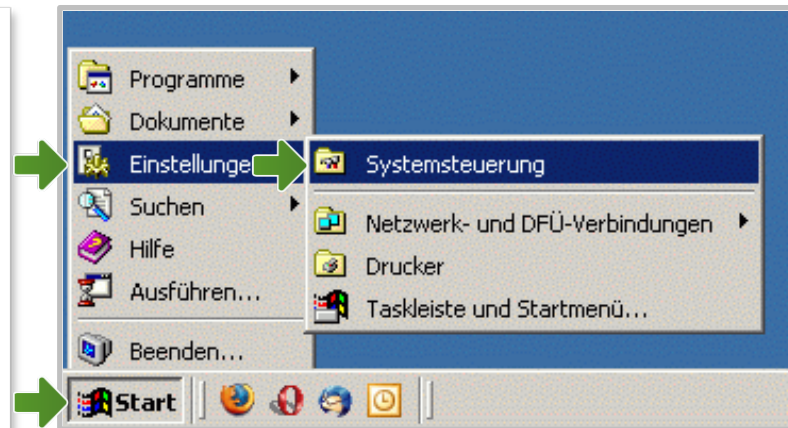 Programme
Dokumente
Einstellunge
Systemsteuerung
Suchen
Netzwerk- und DFÜ-Verbindungen
Hilfe
Drucker
Ausführen...
Taskleiste und Startmenü...
Beenden...
Start